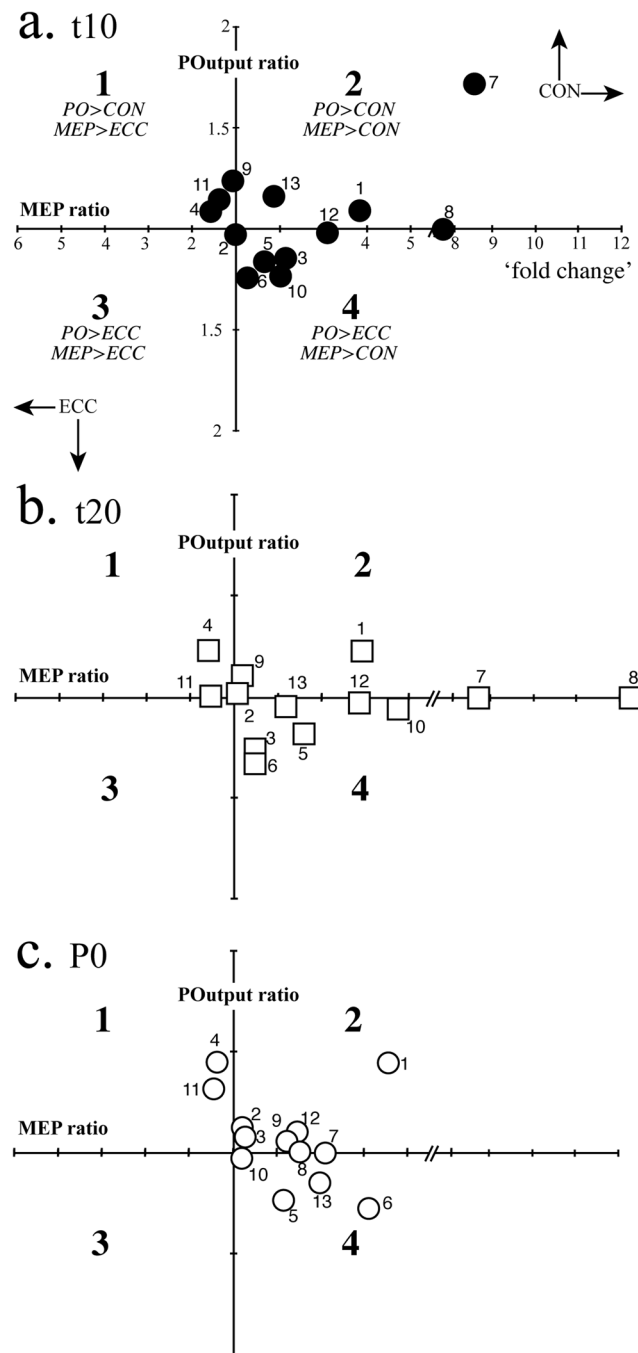 a. t10
2
POutput ratio
1
PO>CON
MEP>ECC
2
PO>CON
MEP>CON
7
CON
1.5
9
11
13
4
1
8
12
MEP ratio
6 5 4 3 2 1 2 4 5 8 9 10 11 12
2
5
3
6
10
'fold change'
3
PO>ECC
MEP>ECC
4
PO>ECC
MEP>CON
1.5
ECC
2
b. t20
POutput ratio
1
2
4
1
9
MEP ratio
11
13
12
7
8
2
10
3
5
6
3
4
c. P0
POutput ratio
1
2
4
1
11
2
9
12
MEP ratio
3
7
8
10
13
5
6
3
4